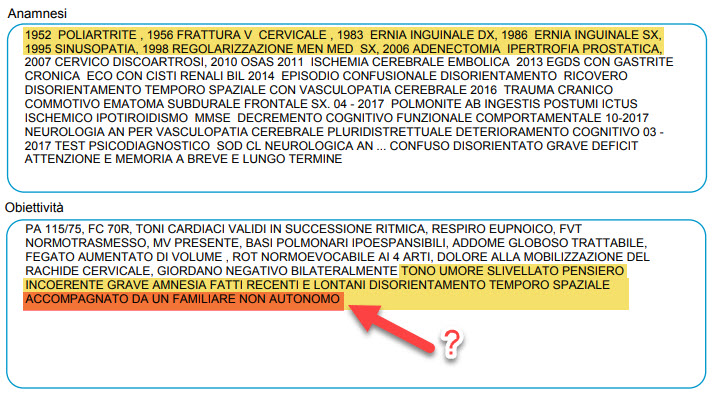 Anamnesi
1952 POLIARTRITE , 1956 FRATTURA V CERVICALE , 1983 ERNIA INGUINALE DX, 1986 ERNIA INGUINALE SX,
1995 SINUSOPATIA, 1998 REGOLARIZZAZIONE MEN MED SX, 2006 ADENECTOMIA IPERTROFIA PROSTATICA,
2007 CERVICO DISCOARTROSI, 2010 OSAS 2011 ISCHEMIA CEREBRALE EMBOLICA 2013 EGDS CON GASTRITE
CRONICA ECO CON CISTI RENALI BIL 2014 EPISODIO CONFUSIONALE DISORIENTAMENTO RICOVERO
DISORIENTAMENTO TEMPORO SPAZIALE CON VASCULOPATIA CEREBRALE 2016 TRAUMA CRANICO
COMMOTIVO EMATOMA SUBDURALE FRONTALE SX. 04 - 2017 POLMONITE AB INGESTIS POSTUMI ICTUS
ISCHEMICO IPOTIROIDISMO MMSE DECREMENTO COGNITIVO FUNZIONALE COMPORTAMENTALE 10-2017
NEUROLOGIA AN PER VASCULOPATIA CEREBRALE PLURIDISTRETTUALE DETERIORAMENTO COGNITIVO 03 -
2017 TEST PSICODIAGNOSTICO SOD CL NEUROLOGICA AN ... CONFUSO DISORIENTATO GRAVE DEFICIT
ATTENZIONE E MEMORIA A BREVE E LUNGO TERMINE
Obiettività
PA 115/75, FC 70R, TONI CARDIACI VALIDI IN SUCCESSIONE RITMICA, RESPIRO EUPNOICO, FVT
NORMOTRASMESSO, MV PRESENTE, BASI POLMONARI IPOESPANSIBILI, ADDOME GLOBOSO TRATTABILE,
FEGATO AUMENTATO DI VOLUME , ROT NORMOEVOCABILE AI 4 ARTI, DOLORE ALLA MOBILIZZAZIONE DEL
RACHIDE CERVICALE, GIORDANO NEGATIVO BILATERALMENTE TONO UMORE SLIVELLATO PENSIERO
INCOERENTE GRAVE AMNESIA FATTI RECENTI E LONTANI DISORIENTAMENTO TEMPORO SPAZIALE
ACCOMPAGNATO DA UN FAMILIARE NON AUTONOMO
?